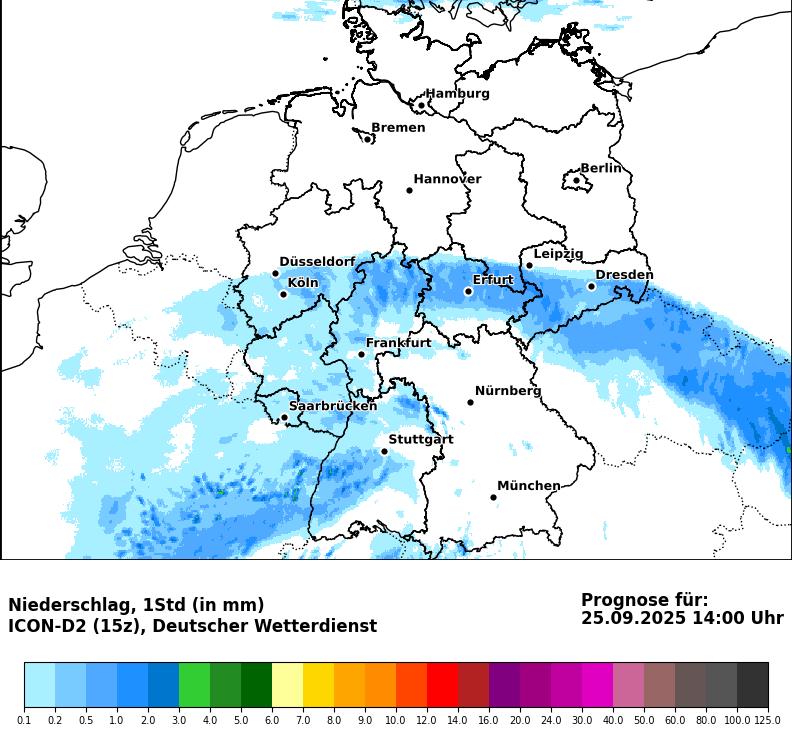 Hamburg
Bremen
Berlin
Hannover
Leipzig
Düsseldorf
Dresden
Köln
Erfurt
Frankfurt
Nürnberg
Saarbrücken
Stuttgart
München
Niederschlag, 1Std (in mm)
ICON-D2 (15z), Deutscher Wetterdienst
Prognose für:
25.09.2025 14:00 Uhr
0.1 0.2 0.5 1.0 2.0 3.0 4.0 5.0 6.0 7.0 8.0 9.0 10.0 12.0 14.0 16.0 20.0 24.0 30.0 40.0 50.0 60.0 80.0 100.0 125.0